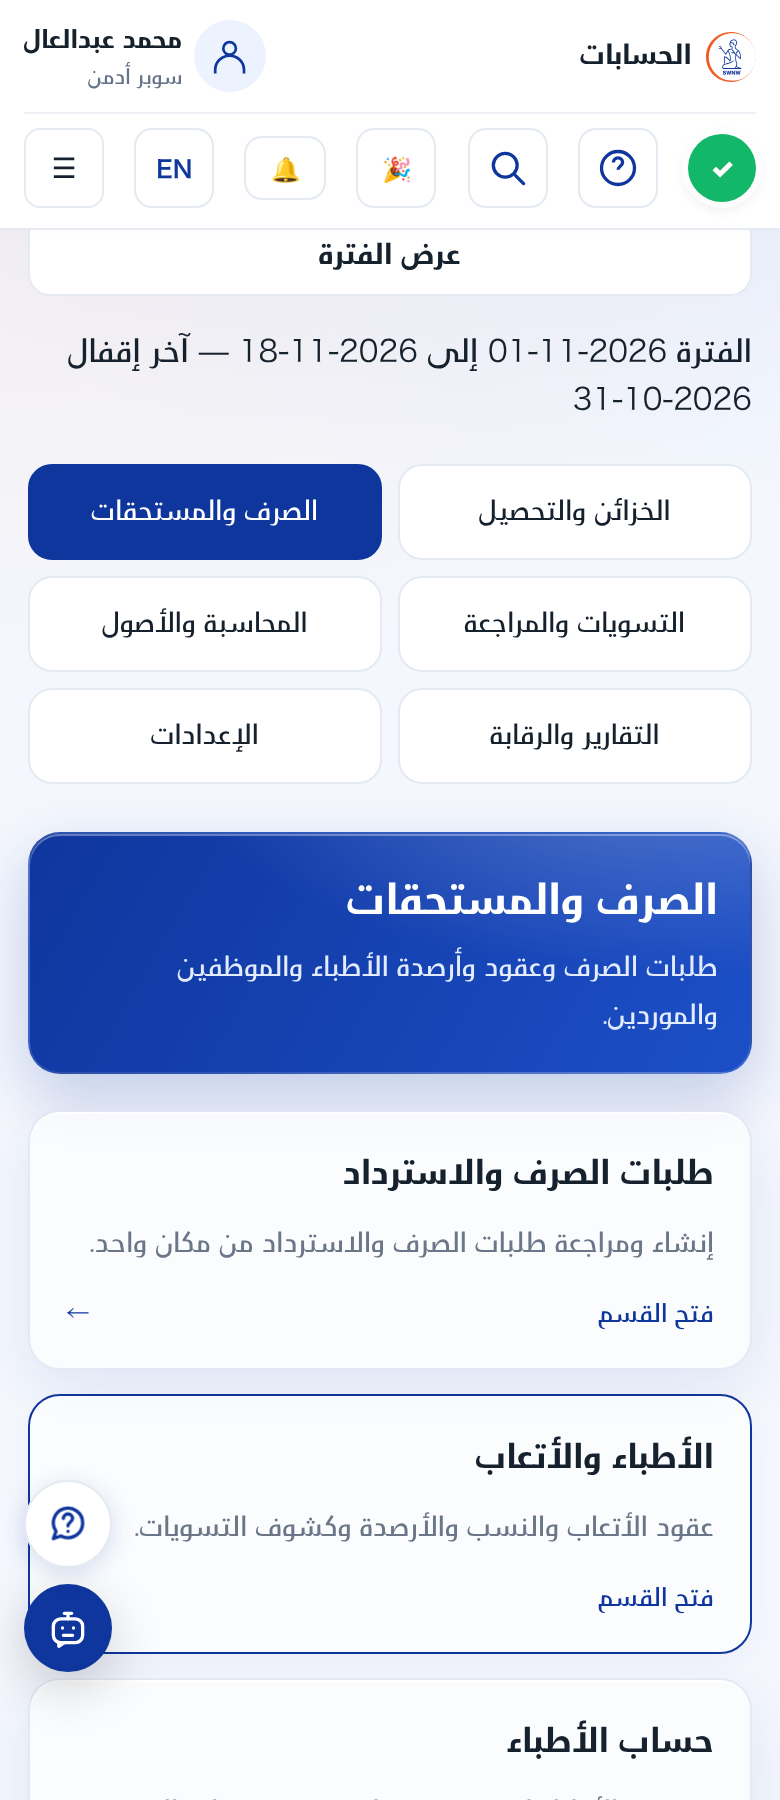 الحسابات
SWNW
محمد عبدالعال
سوبر أدمن
EN
عرض الفترة
الفترة 2026-11-01 إلى 2026-11-18 — آخر إقفال
2026-10-31
الخزائن والتحصيل
الصرف والمستحقات
التسويات والمراجعة
المحاسبة والأصول
التقارير والرقابة
الإعدادات
الصرف والمستحقات
طلبات الصرف وعقود وأرصدة الأطباء والموظفين
والموردين.
طلبات الصرف والاسترداد
إنشاء ومراجعة طلبات الصرف والاسترداد من مكان واحد.
فتح القسم ←
الأطباء والأتعاب
عقود الأتعاب والنسب والأرصدة وكشوف التسويات.
فتح القسم
حساب الأطباء